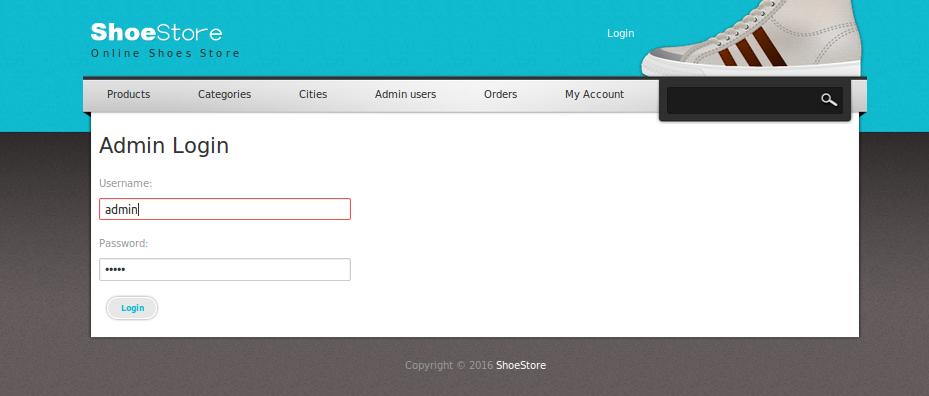 ShoeStore
Online Shoes Store
Login
Products Categories Cities Admin users Orders My Account
Admin Login
Username:
admin
Password:
•••••
Login
Copyright © 2016 ShoeStore